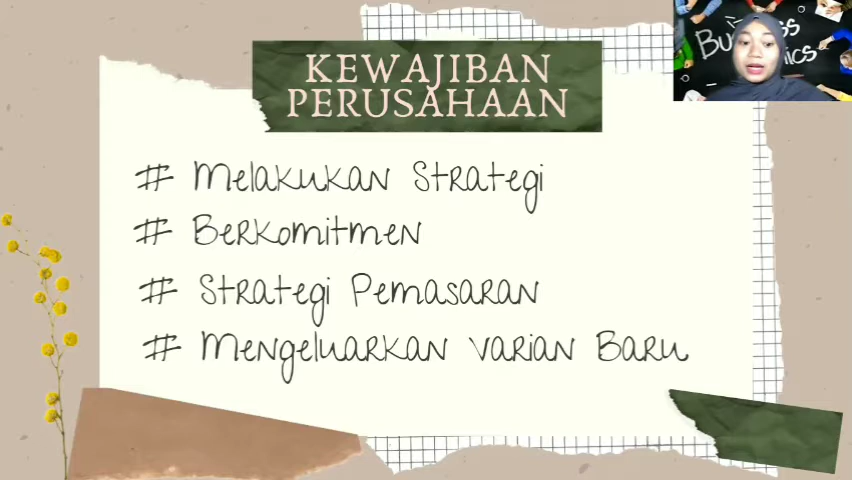 KEWAJIBAN
PERUSAHAAN
# Melakukan Strategi
# Berkomitmen
# Strategi Pemasaran
# Mengeluarkan Varian Baru